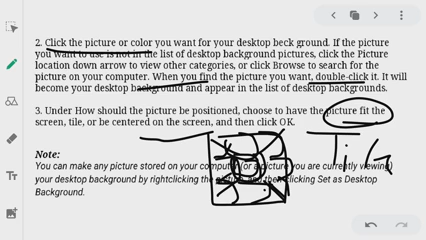 2. Click the picture or color you want for your desktop beck ground. If the picture
you want to use is not in the list of desktop background pictures, click the Picture
location down arrow to view other categories, or click Browse to search for the
picture on your computer. When you find the picture you want, double-click it. It will
become your desktop background and appear in the list of desktop backgrounds.
3. Under How should the picture be positioned, choose to have the picture fit the
screen, tile, or be centered on the screen, and then click OK.
Note:
You can make any picture stored on your computer (or a picture you are currently viewing)
your desktop background by rightclicking the picture, and then clicking Set as Desktop
Background.